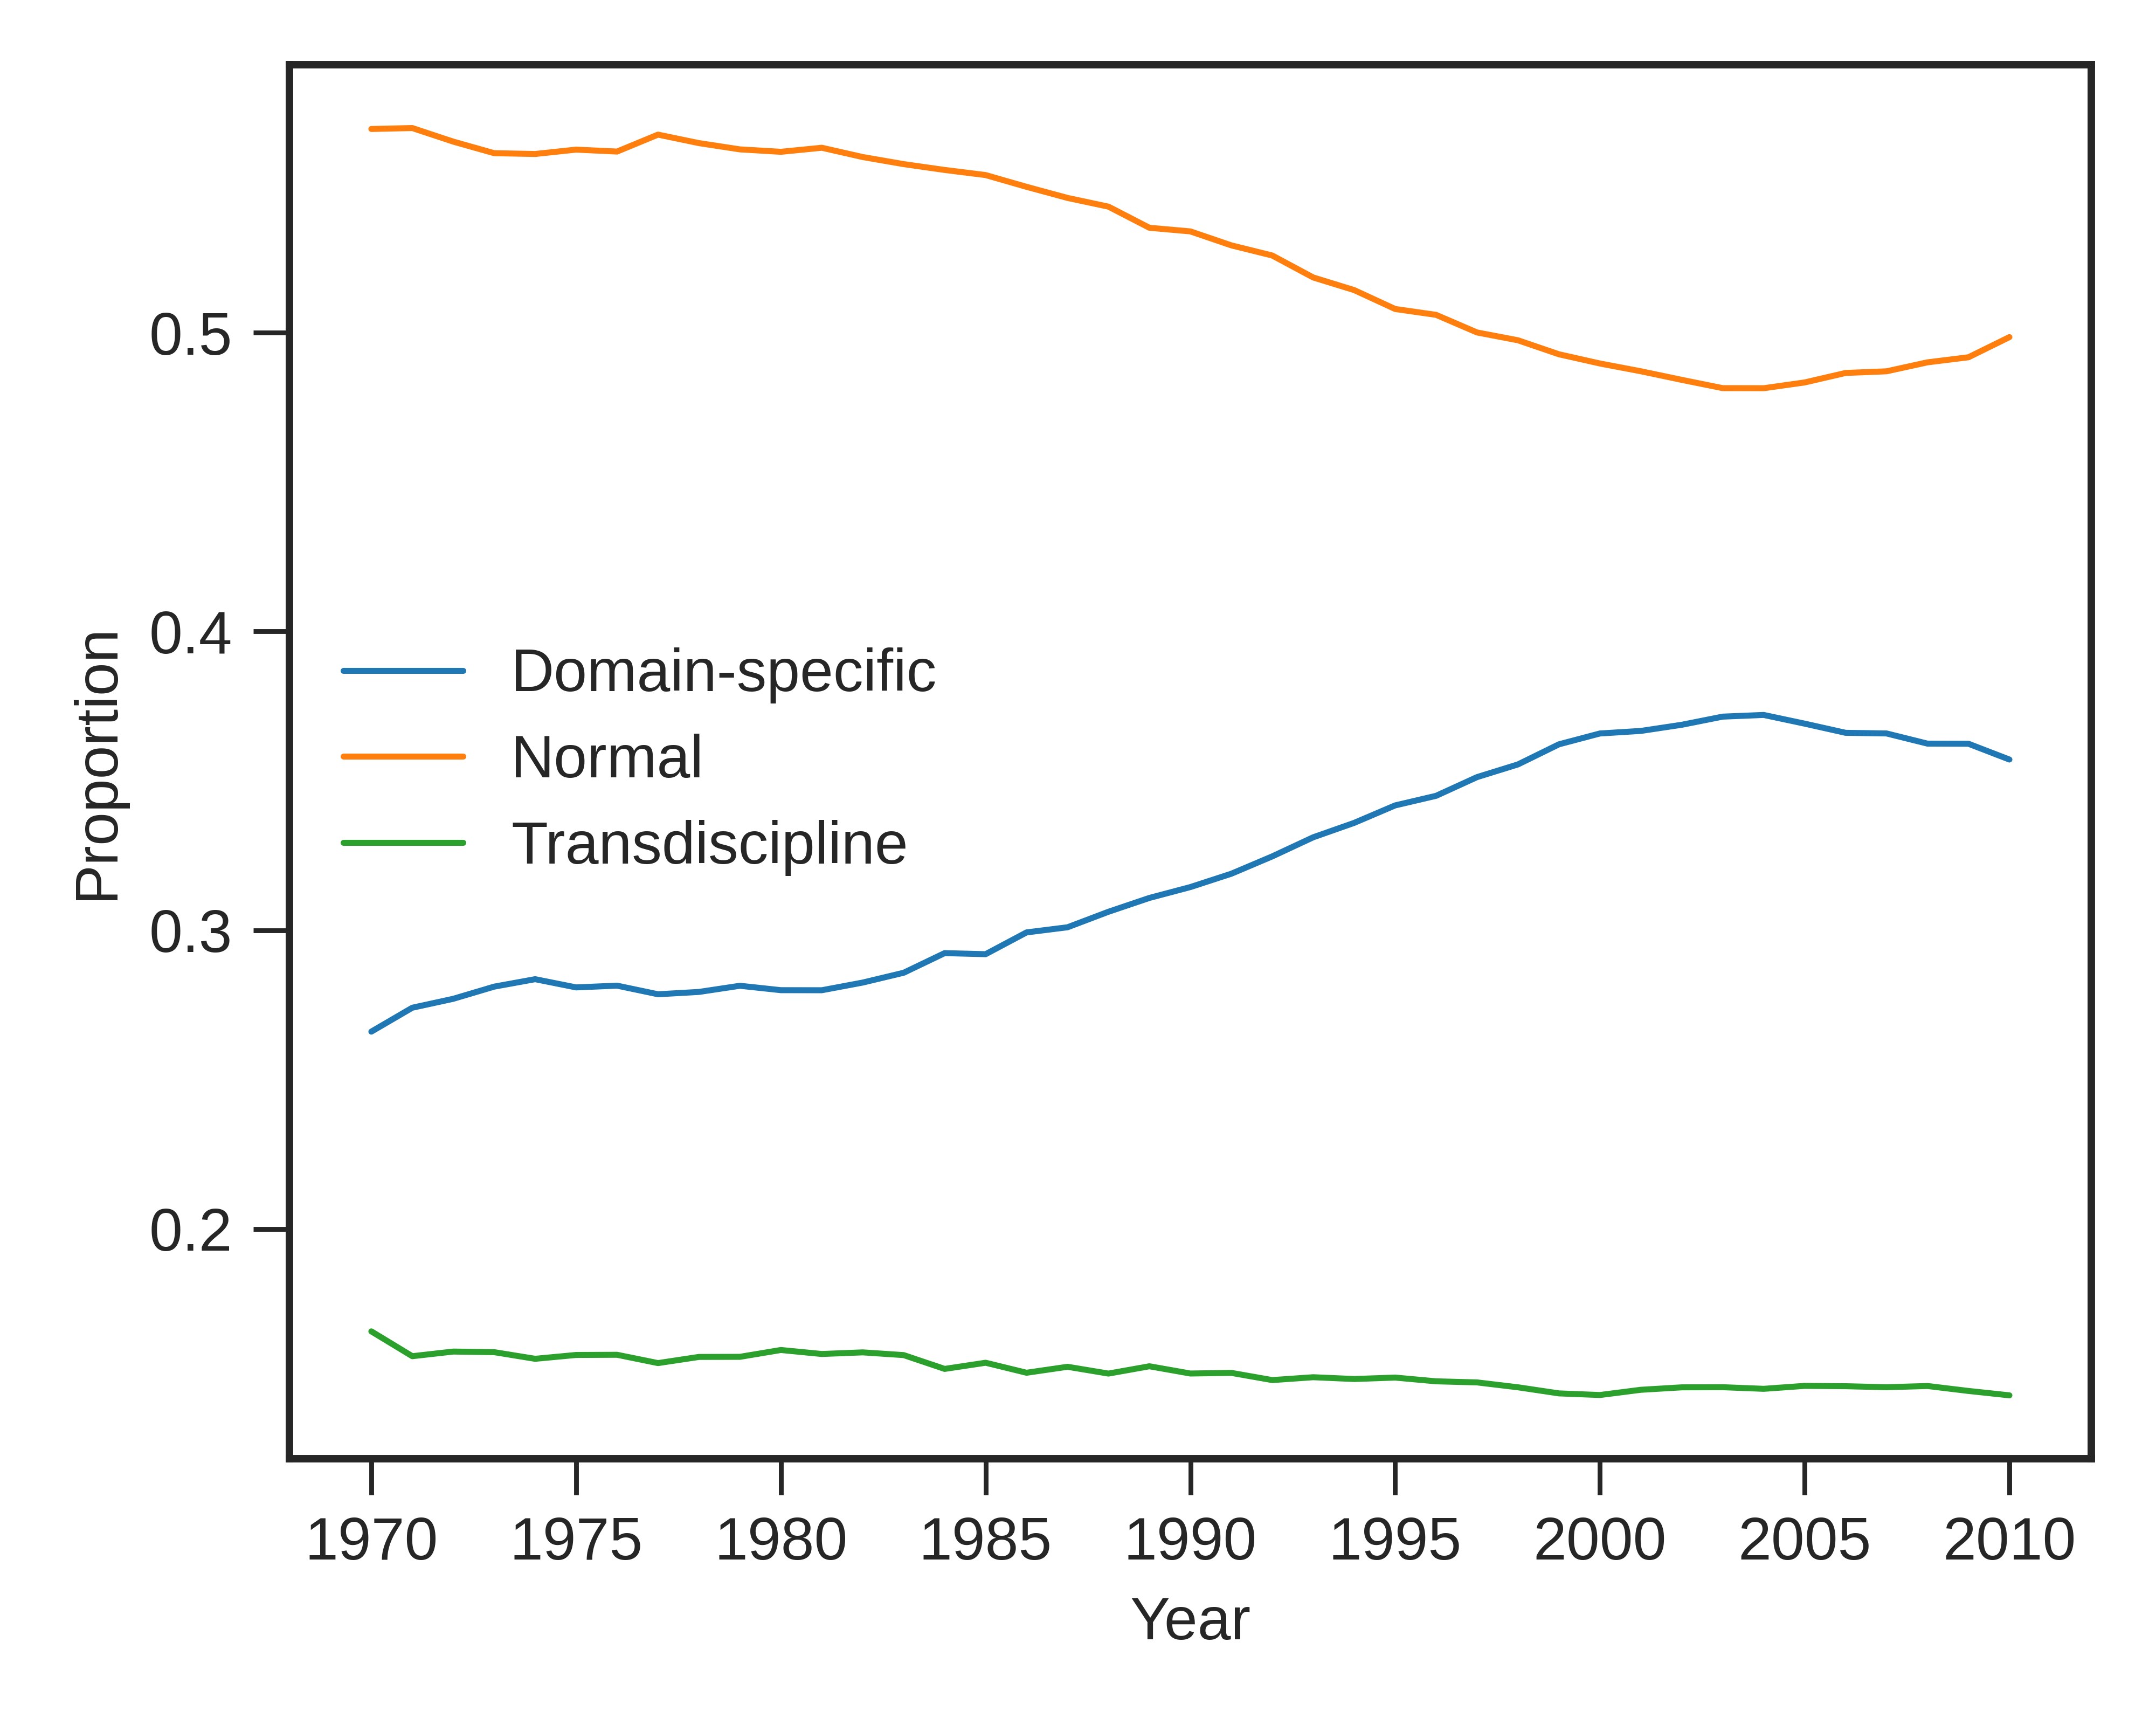 0.5
0.4
0.3
0.2
Proportion
Domain-specific
Normal
Transdiscipline
1970 1975 1980 1985 1990 1995 2000 2005 2010
Year